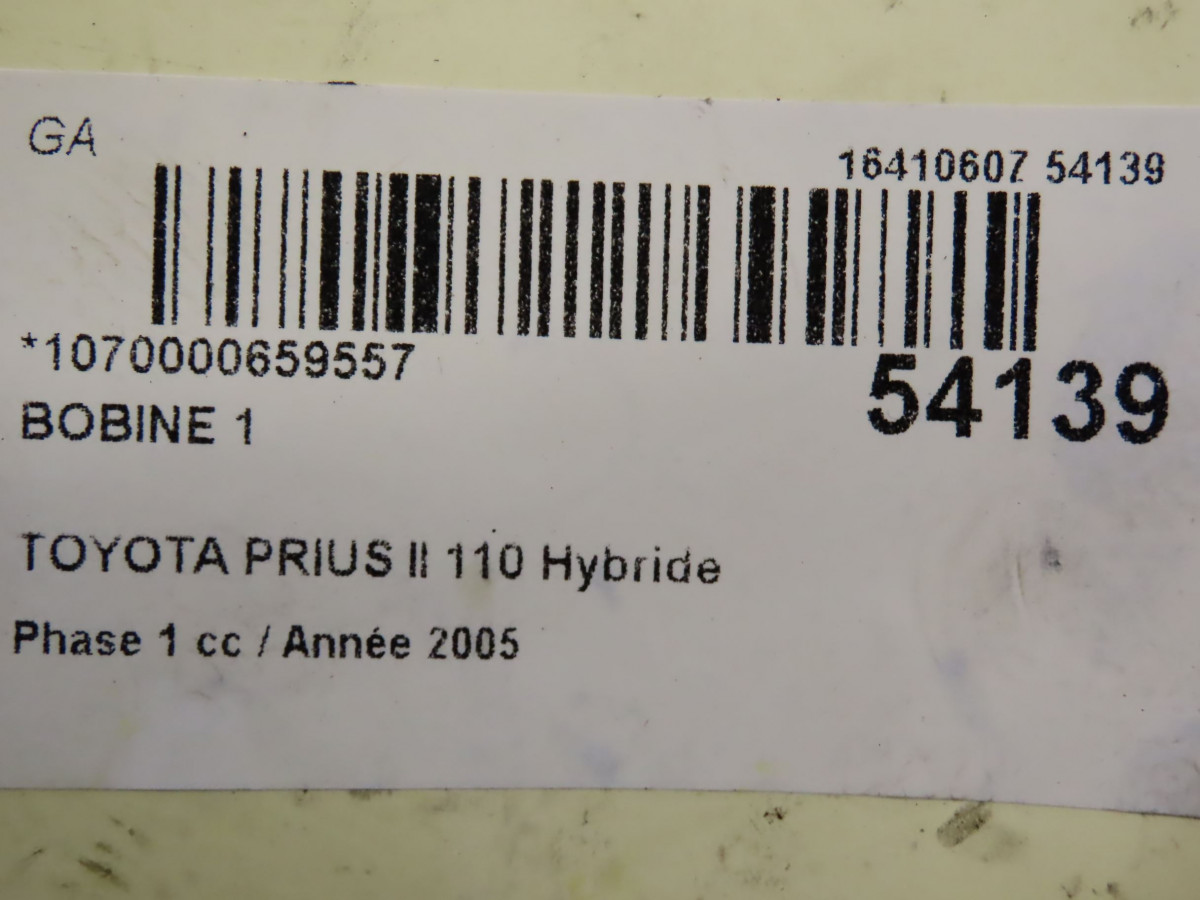 GA
16410607 54139
*1070000659557
54139
BOBINE 1
TOYOTA PRIUS II 110 Hybride
Phase 1 cc / Année 2005